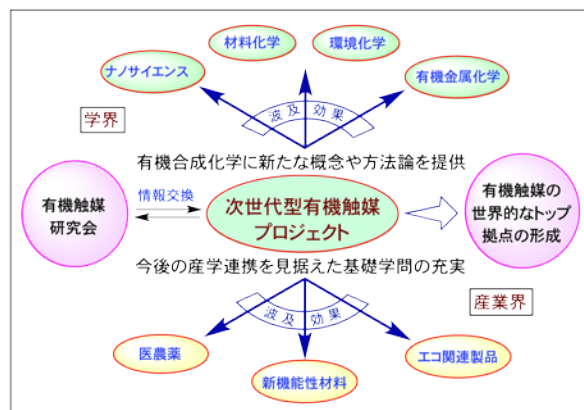 材料化学
環境化学
ナノサイエンス
有機金属化学
波及効果
学界
有機合成化学に新たな概念や方法論を提供
有機触媒
研究会
情報交換
次世代型有機触媒
プロジェクト
有機触媒の
世界的なトップ
拠点の形成
今後の産学連携を見据えた基礎学問の充実
産業界
波及効果
医農薬
新機能性材料
エコ関連製品